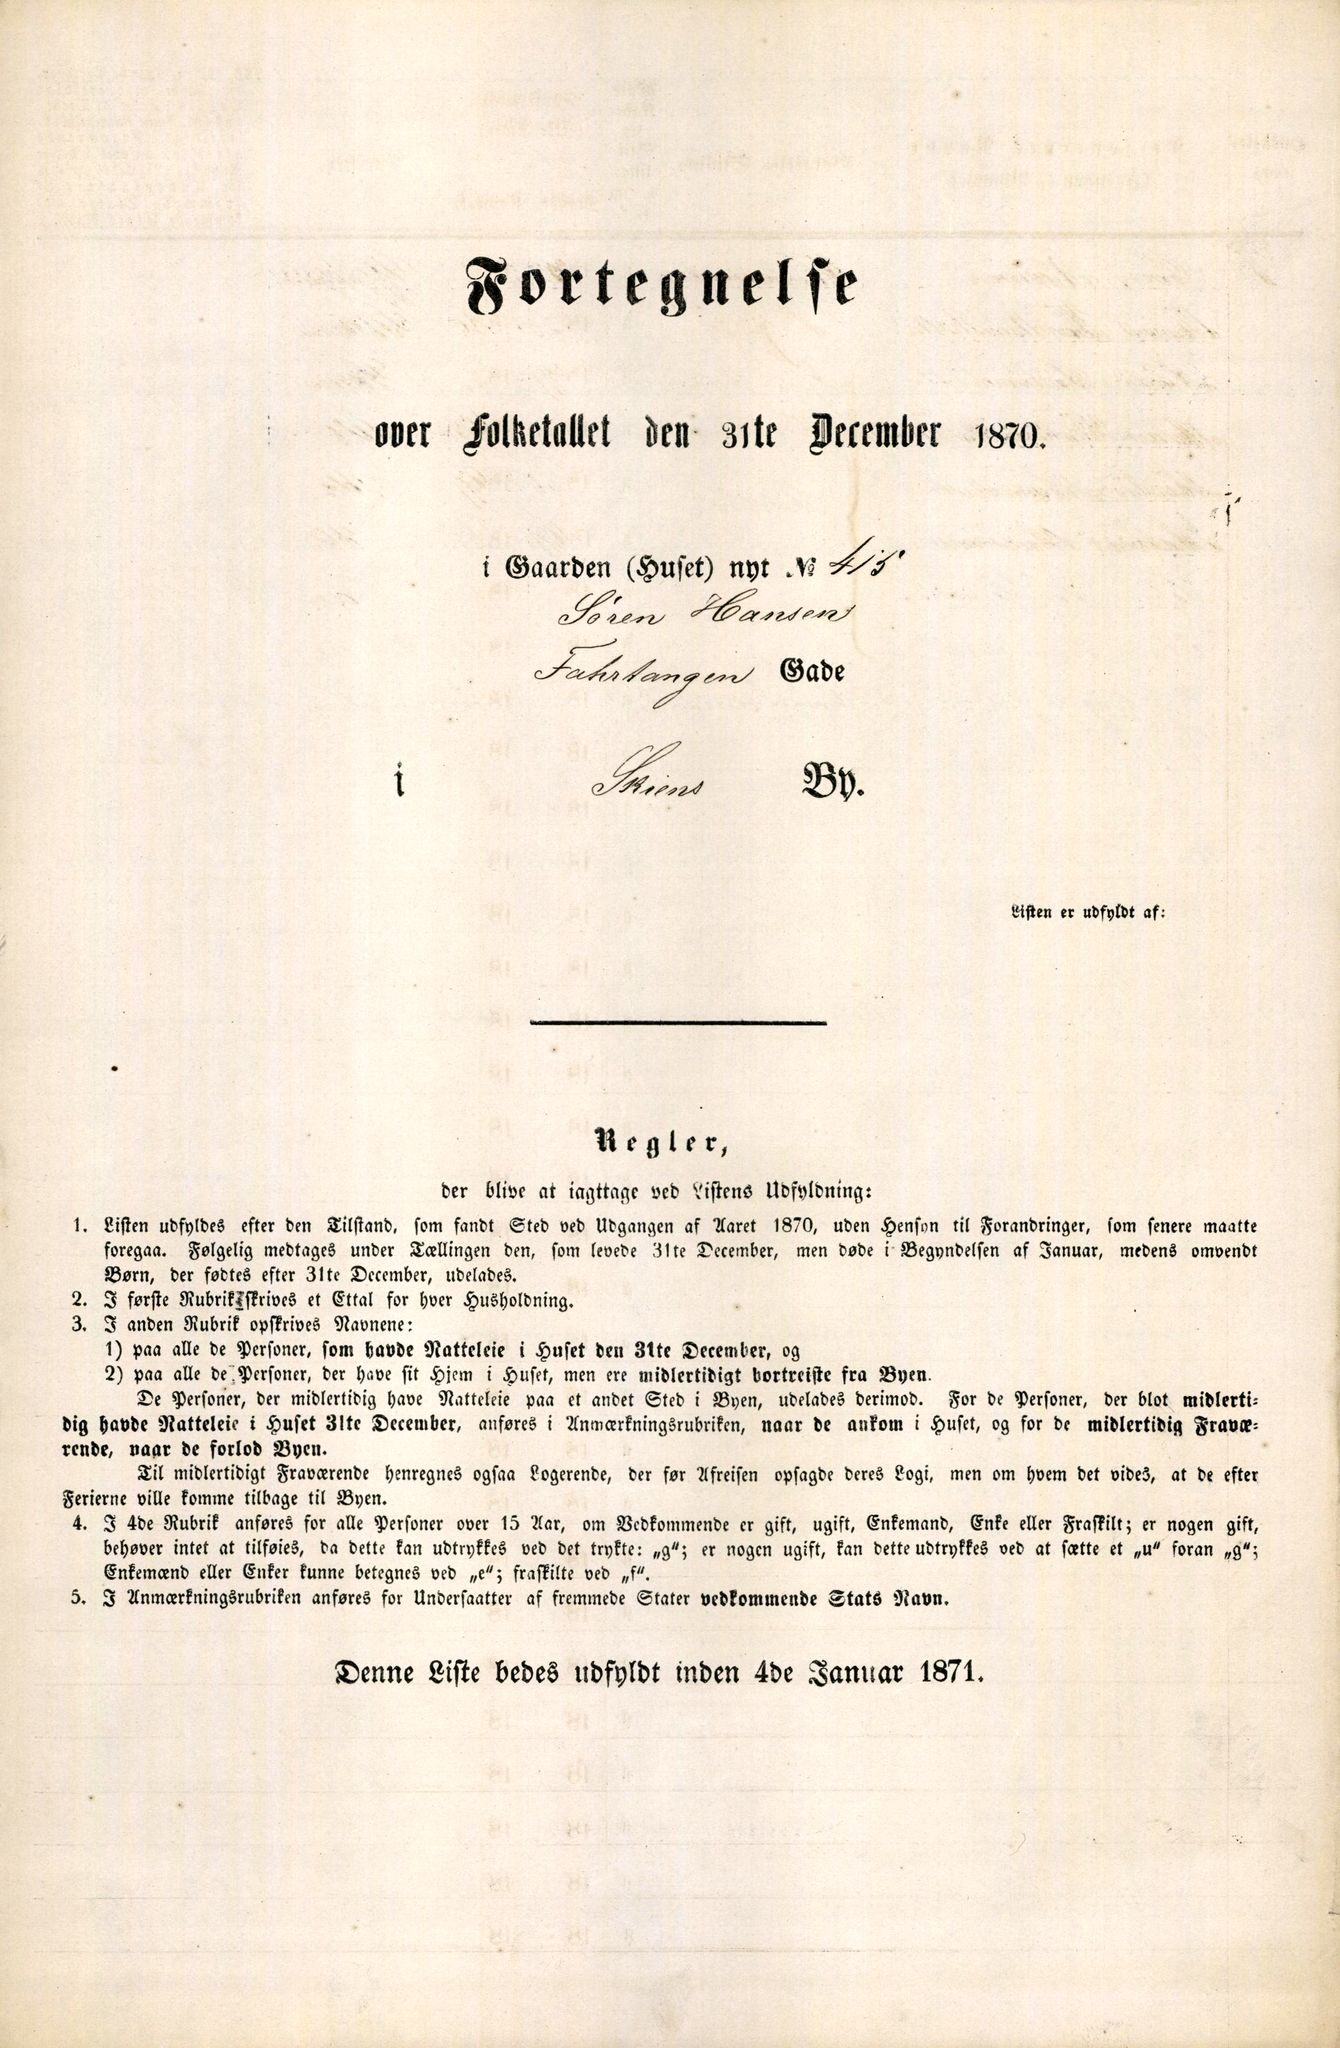 Fortegnelse
over Folketallet den 31te December 1870.
i Gaarden (Huset) nyt № 415
Søren Hansens
Fahrtangen Gade
i Skiens By.
Listen er udfyldt af:
Regler,
der blive at iagttage ved Listens Udfyldning:
1. Listen udfyldes efter den Tilstand, som fandt Sted ved Udgangen af Aaret 1870, uden Hensyn til Forandringer, som senere maatte
foregaa. Følgelig medtages under Tællingen den, som levede 31te December, men døde i Begyndelsen af Januar, medens omvendt
Børn, der fødtes efter 31te December, udelades.
2. I første Rubrik skrives et Ettal for hver Husholdning.
3. I anden Rubrik opskrives Navnene:
1) paa alle de Personer, som havde Natteleie i Huset den 31te December, og
2) paa alle de Personer, der have sit Hjem i Huset, men ere midlertidigt bortreiste fra Byen.
De Personer, der midlertidig have Natteleie paa et andet Sted i Byen, udelades derimod. For de Personer, der blot midlerti-
dig havde Natteleie i Huset 31te December, anføres i Anmærkningsrubriken, naar de ankom i Huset, og for de midlertidig Fravæ-
rende, naar de forlod Byen.
Til midlertidigt Fraværende henregnes ogsaa Logerende, der før Afreisen opsagde deres Logi, men om hvem det vides, at de efter
Ferierne ville komme tilbage til Byen.
4. I 4de Rubrik anføres for alle Personer over 15 Aar, om Vedkommende er gift, ugift, Enkemand, Enke eller Fraskilt; er nogen gift,
behøver intet at tilføies, da dette kan udtrykkes ved det trykte: „g“; er nogen ugift, kan dette udtrykkes ved at sætte et „u“ foran „g“;
Enkemænd eller Enker kunne betegnes ved „e“; fraskilte ved „f“.
5. I Anmærkningsrubriken anføres for Undersaatter af fremmede Stater vedkommende Stats Navn.
Denne Liste bedes udfyldt inden 4de Januar 1871.